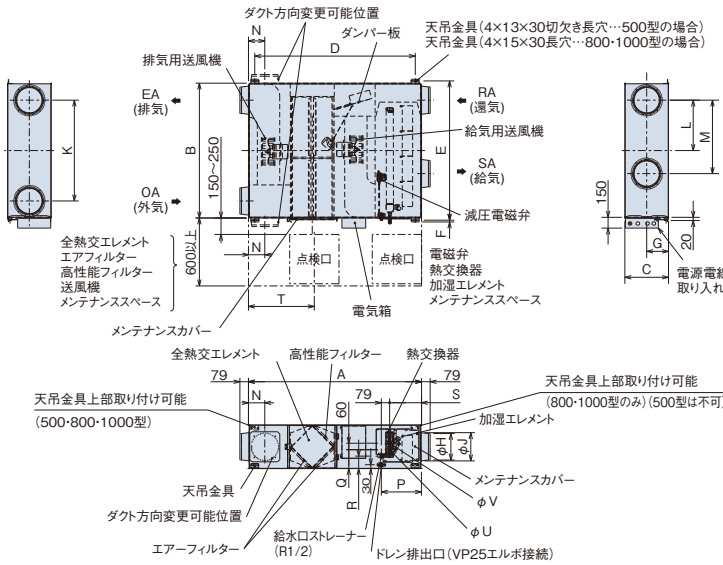 ダクト方向変更可能位置
N
D
ダンパー板
天吊金具(4×13×30切欠き長穴…500型の場合)
天吊金具(4×15×30長穴…800・1000型の場合)
排気用送風機
EA
(排気)
RA
(還気)
給気用送風機
K
B
E
L
M
SA
(給気)
OA
(外気)
150~250
減圧電磁弁
150
F
20
G
C
N
600以上
全熱交エレメント
エアフィルター
高性能フィルター
送風機
メンテナンススペース
点検口
点検口
電磁弁
熱交換器
加湿エレメント
メンテナンススペース
電源電線
取り入れ
T
メンテナンスカバー
電気箱
全熱交エレメント
高性能フィルター
熱交換器
79
A
79
天吊金具上部取り付け可能
(500・800・1000型)
N
60
79
S
天吊金具上部取り付け可能
(800・1000型のみ)(500型は不可)
加湿エレメント
φH
φJ
メンテナンスカバー
天吊金具
Q
R
30
P
φV
ダクト方向変更可能位置
φU
エアーフィルター
給水口ストレーナー
(R1/2)
ドレン排出口(VP25エルボ接続)